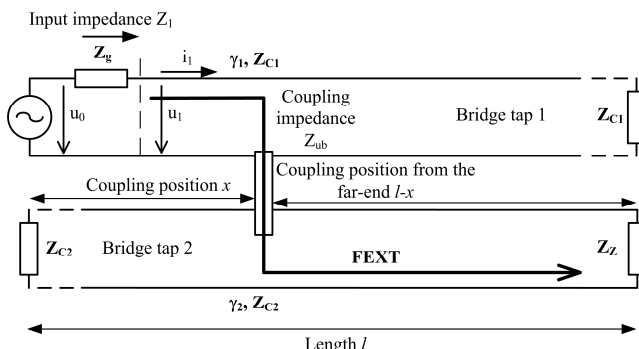 Input impedance Z1
Zg
i1
γ1, ZC1
u0
u1
Coupling
impedance
Zub
Bridge tap 1
ZC1
Coupling position x
Coupling position from the
far-end l-x
ZC2
Bridge tap 2
FEXT
ZZ
γ2, ZC2
Length l